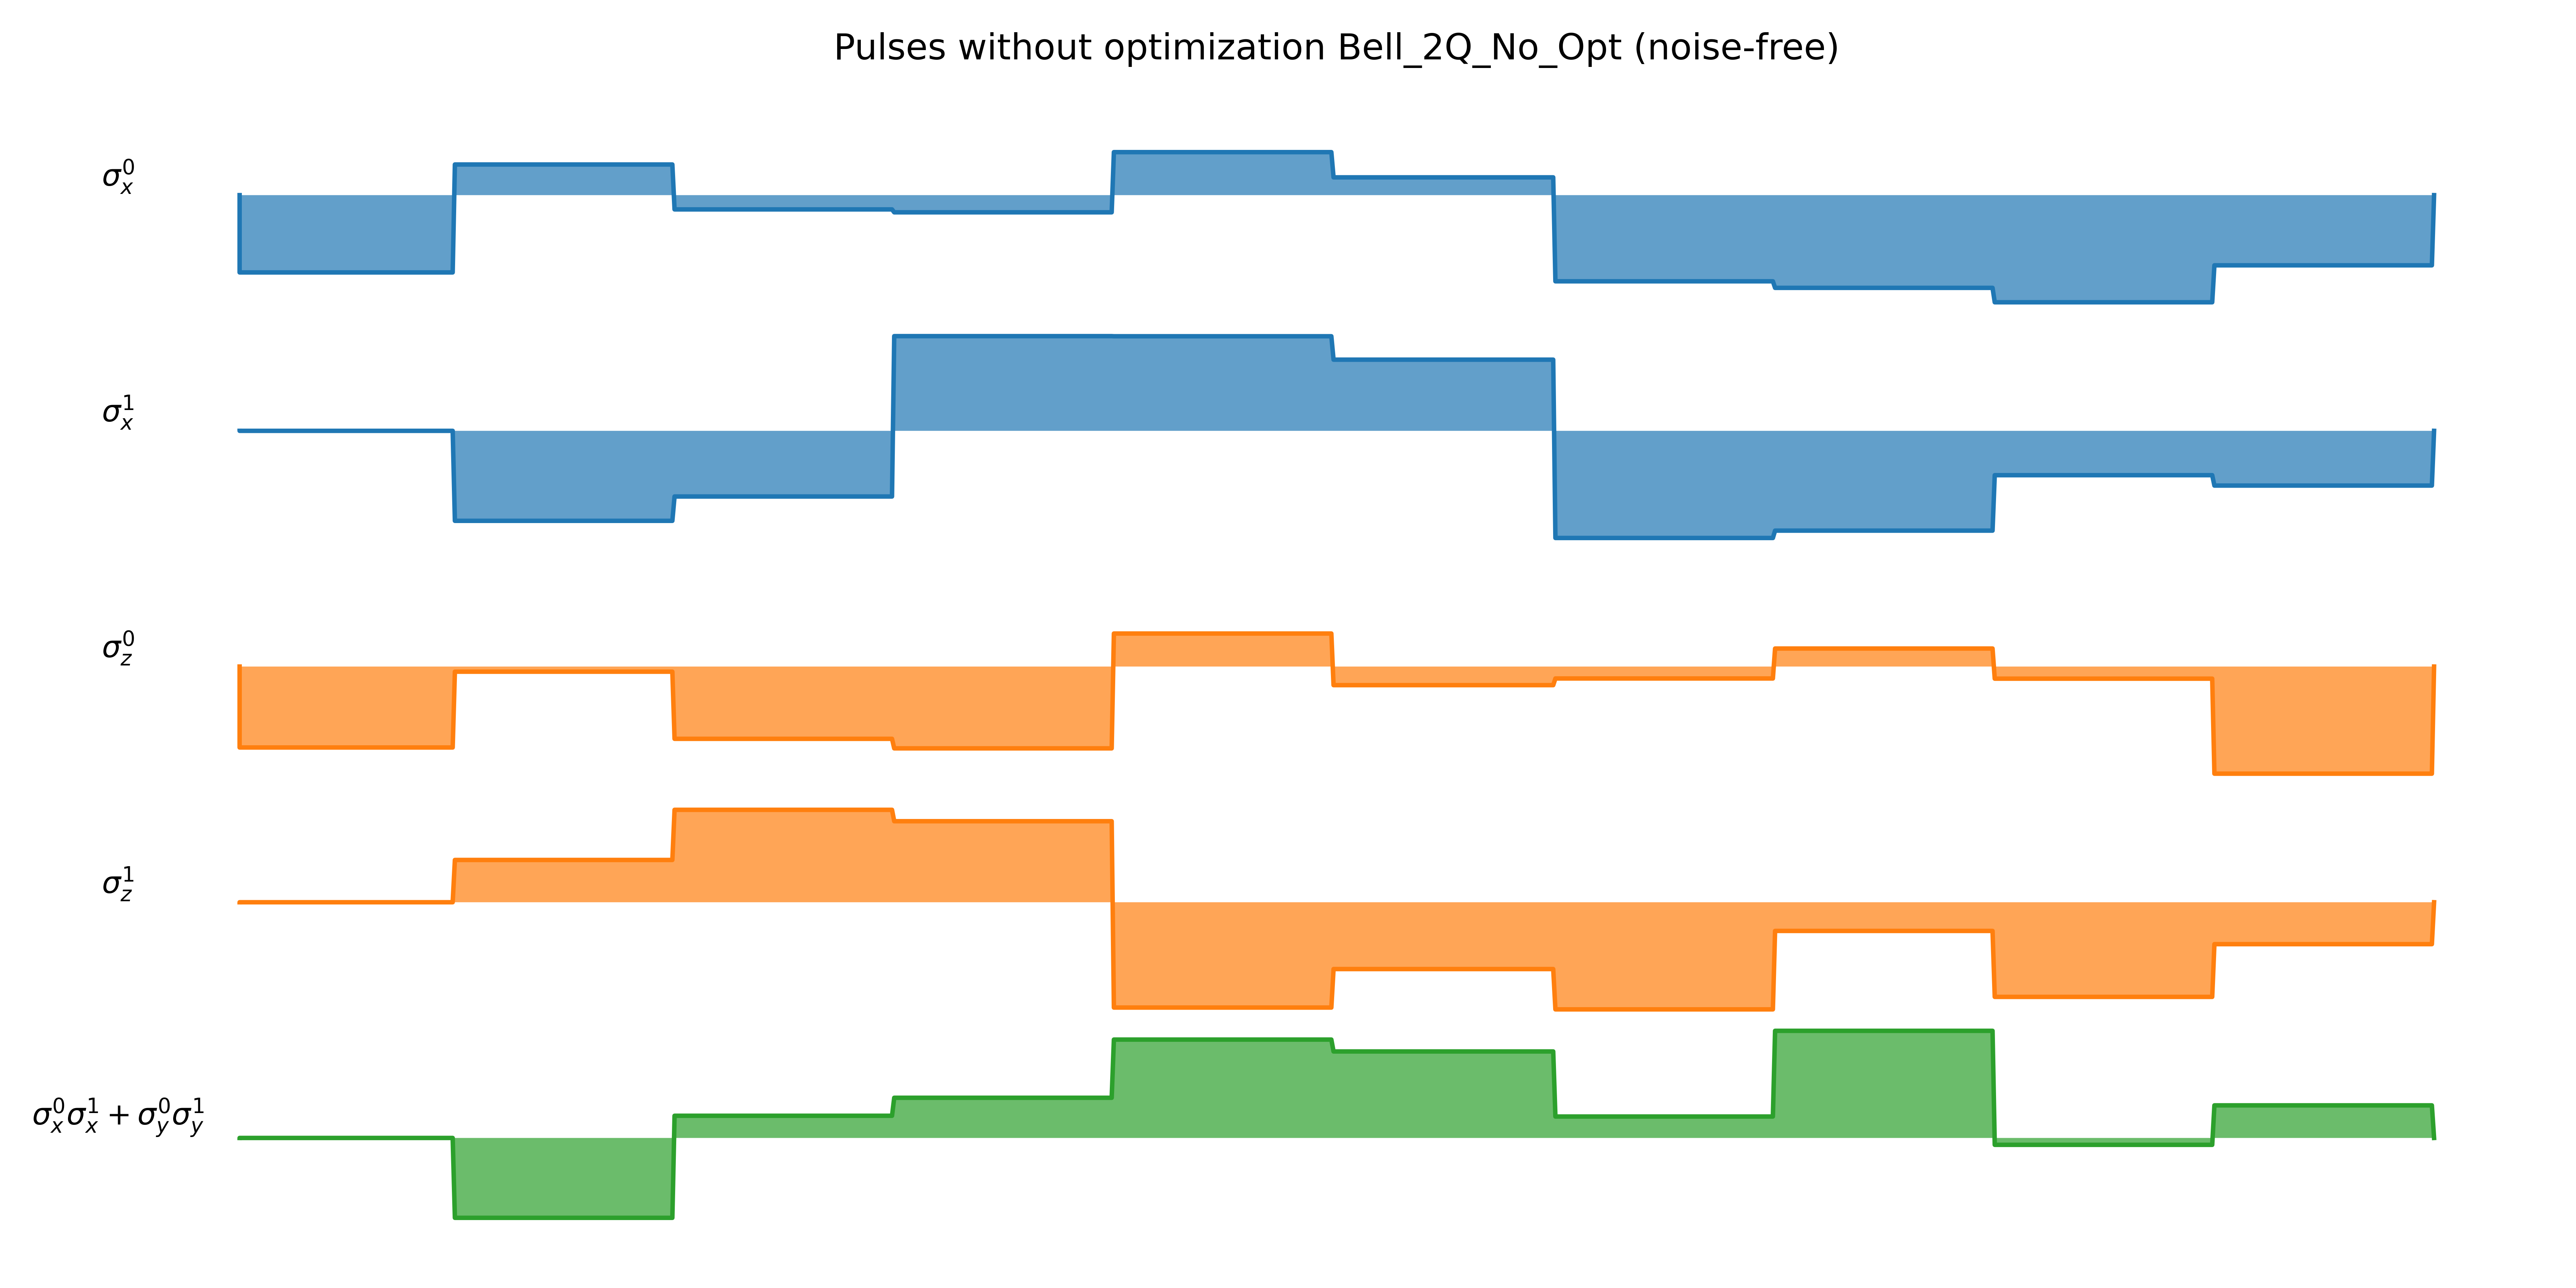 Pulses without optimization Bell_2Q_No_Opt (noise-free)
σ_x^0
σ_x^1
σ_z^0
σ_z^1
σ_x^0σ_x^1 + σ_y^0σ_y^1